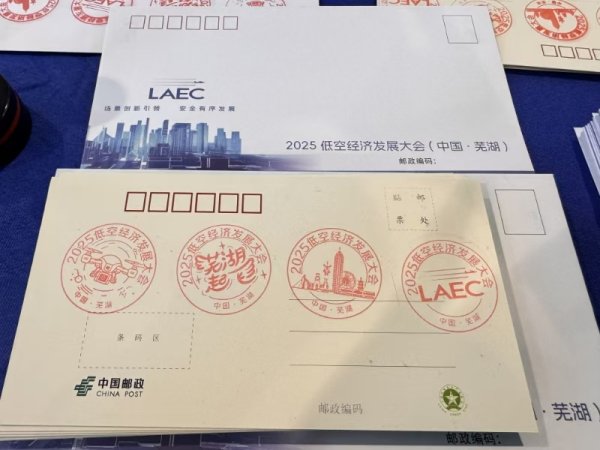 LAEC
场景创新引领 安全有序发展
2025 低空经济发展大会(中国·芜湖)
邮政编码:
贴 邮
票 处
2025低空经济发展大会
中国·芜湖
2025低空经济发展大会
芜湖起飞
中国·芜湖
2025低空经济发展大会
中国·芜湖
2025低空经济发展大会
LAEC
中国·芜湖
条码区
中国邮政
CHINA POST
邮政编码
·芜湖)
邮政编码: